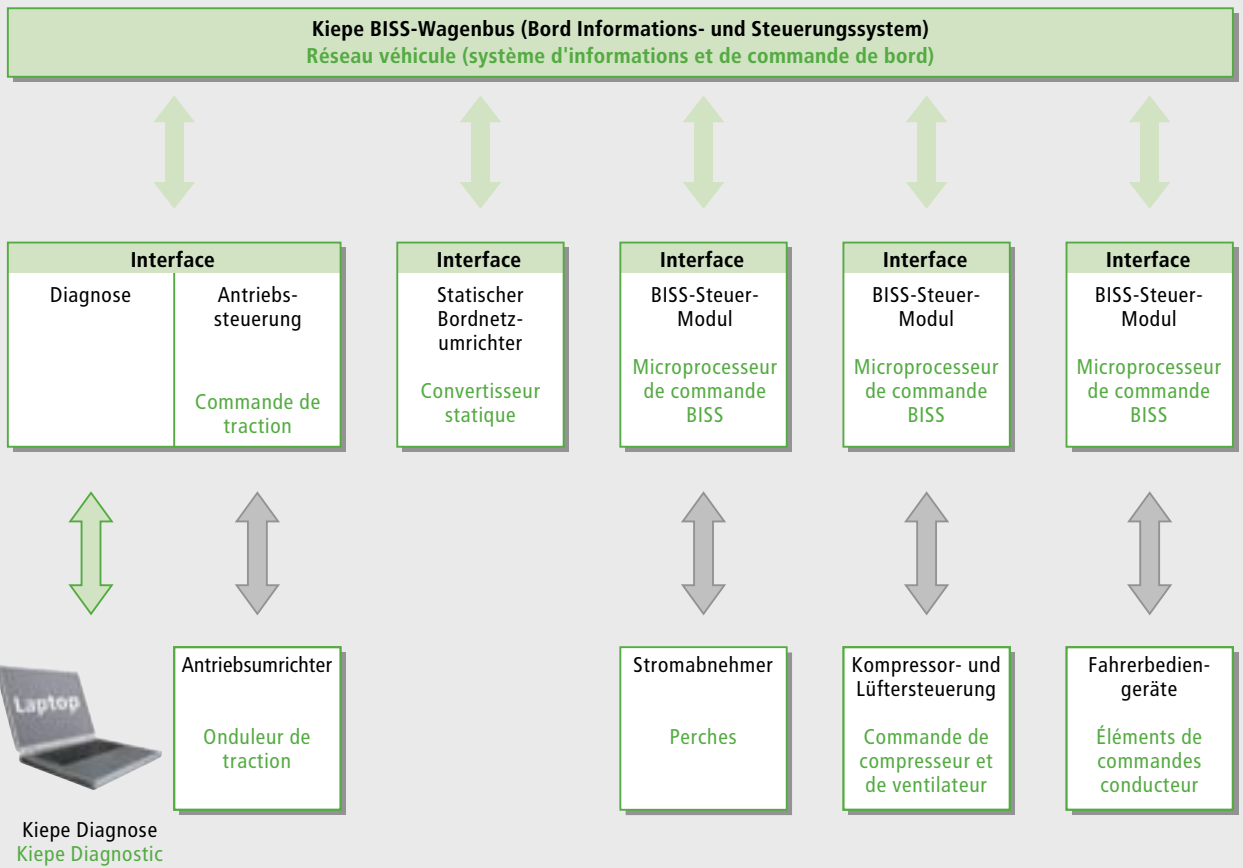 Kiepe BISS-Wagenbus (Bord Informations- und Steuerungssystem)
Réseau véhicule (système d'informations et de commande de bord)
Interface
Diagnose
Antriebs-
steuerung
Commande de
traction
Interface
Statischer
Bordnetz-
umrichter
Convertisseur
statique
Interface
BISS-Steuer-
Modul
Microprocesseur
de commande
BISS
Interface
BISS-Steuer-
Modul
Microprocesseur
de commande
BISS
Interface
BISS-Steuer-
Modul
Microprocesseur
de commande
BISS
Laptop
Kiepe Diagnose
Kiepe Diagnostic
Antriebsumrichter
Onduleur de
traction
Stromabnehmer
Perches
Kompressor- und
Lüftersteuerung
Commande de
compresseur et
de ventilateur
Fahrerbedien-
geräte
Éléments de
commandes
conducteur